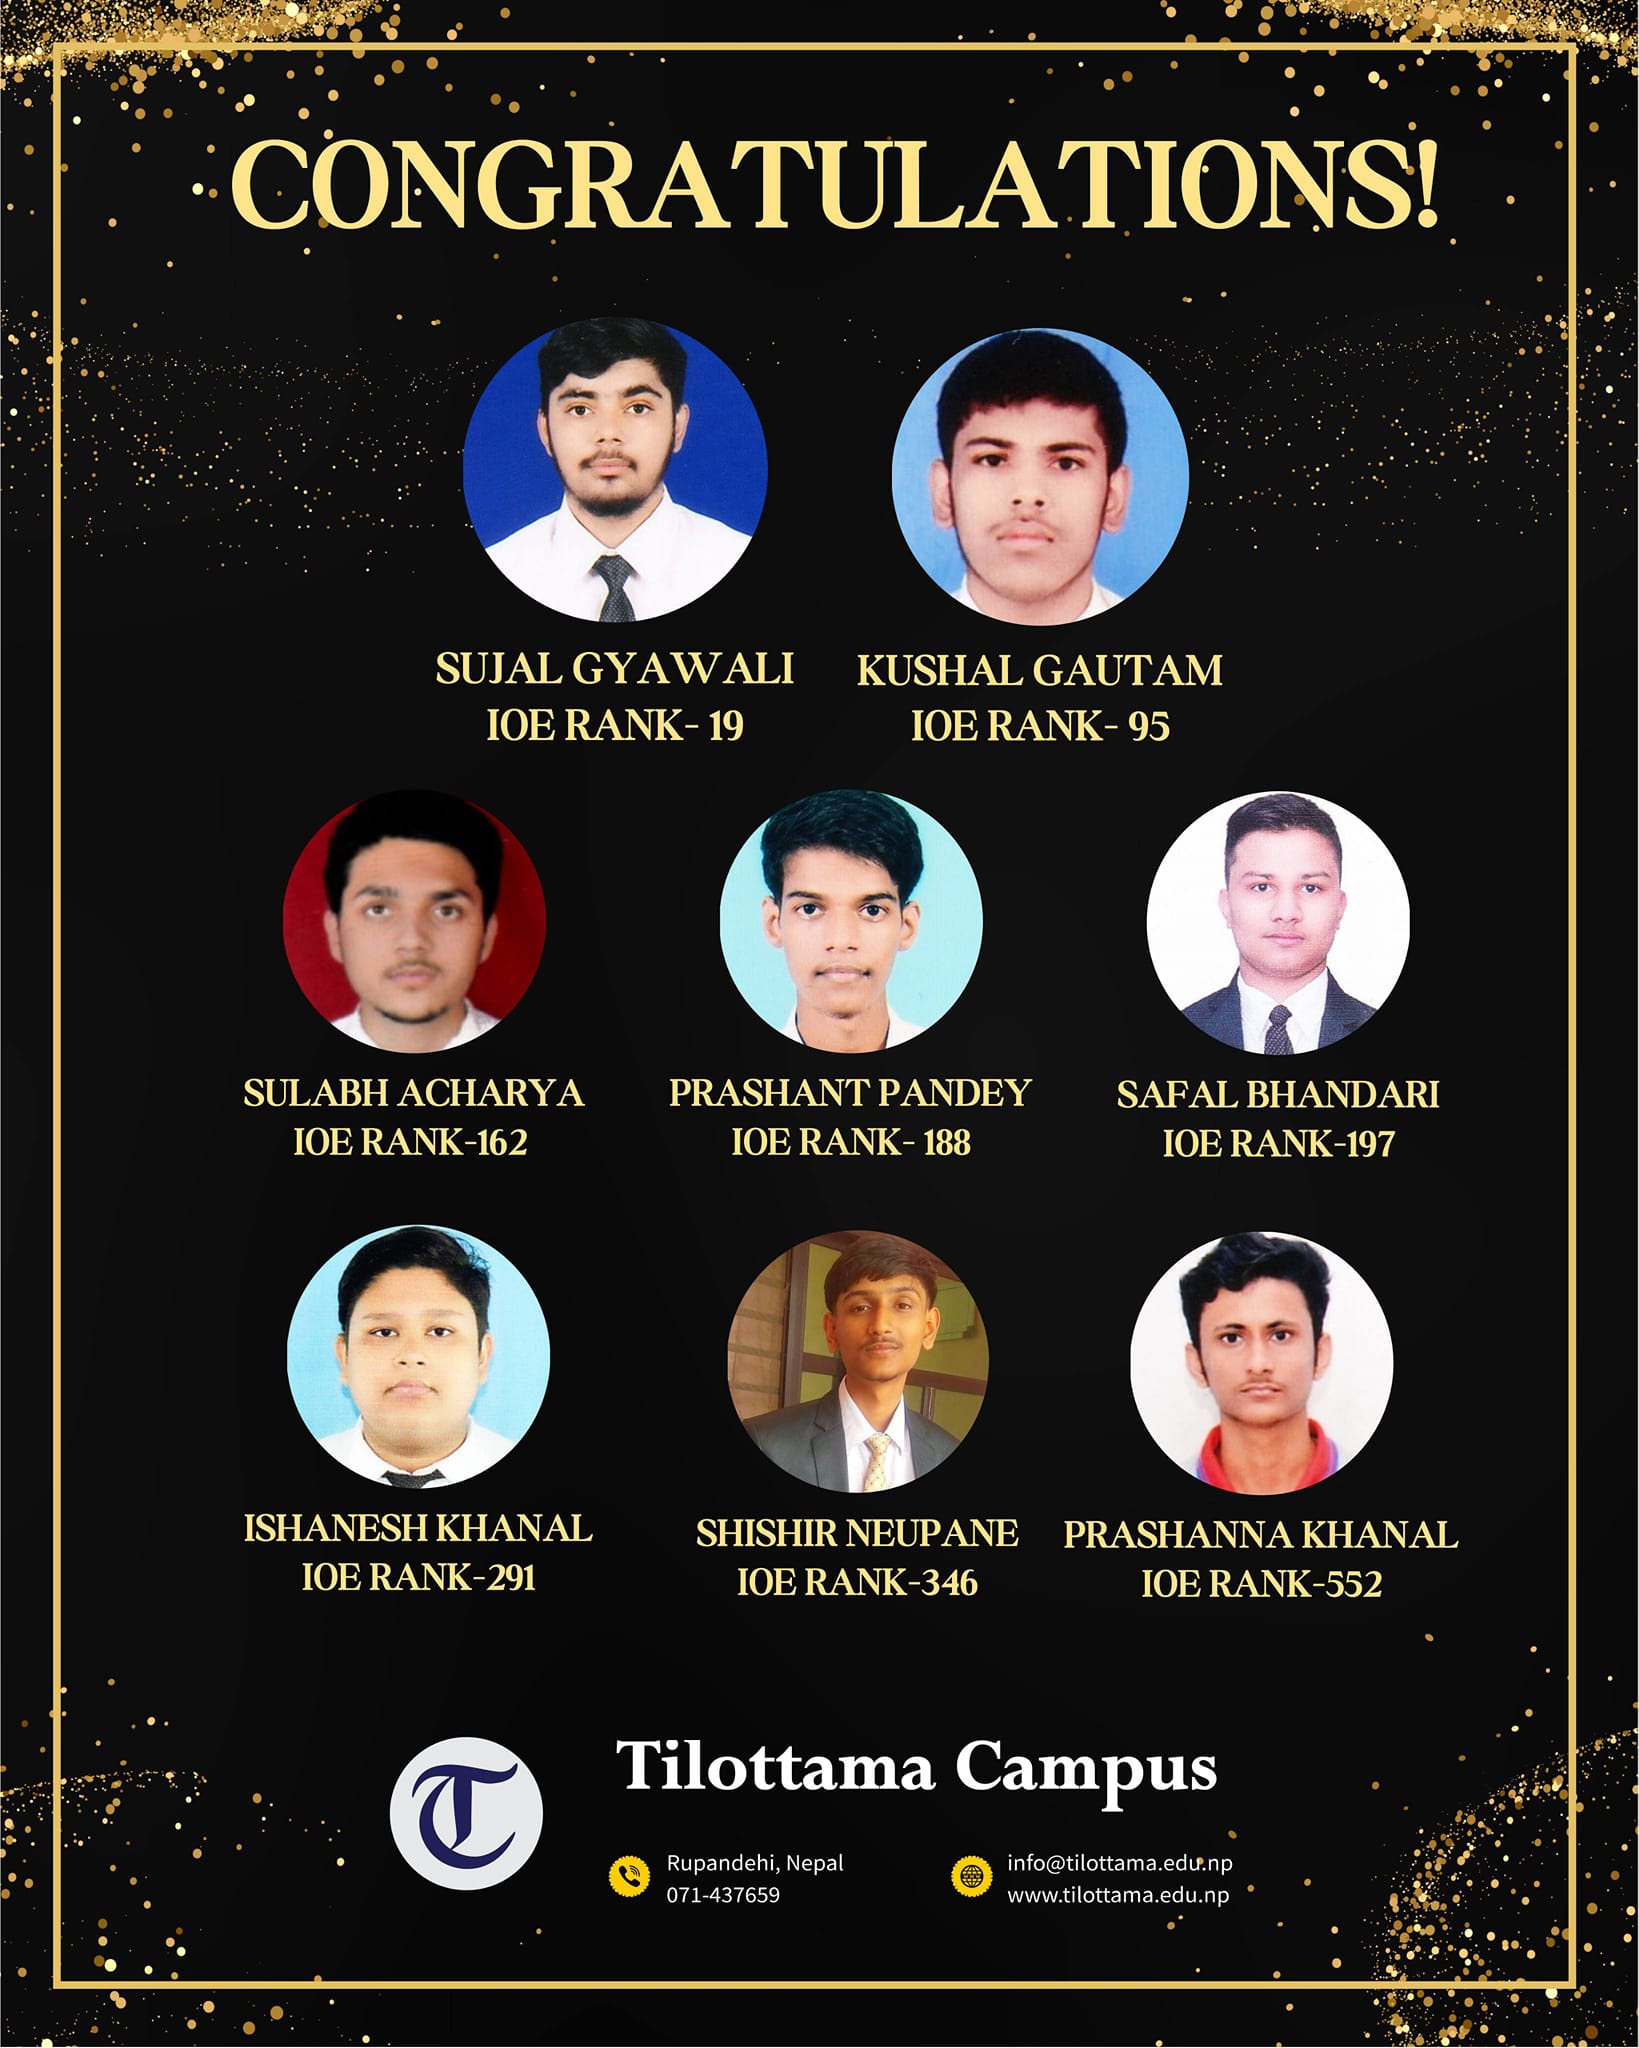 CONGRATULATIONS!
SUJAL GYAWALI
IOE RANK- 19
KUSHAL GAUTAM
IOE RANK- 95
SULABH ACHARYA
IOE RANK-162
PRASHANT PANDEY
IOE RANK- 188
SAFAL BHANDARI
IOE RANK-197
ISHANESH KHANAL
IOE RANK-291
SHISHIR NEUPANE
IOE RANK-346
PRASHANNA KHANAL
IOE RANK-552
Tilottama Campus
Rupandehi, Nepal
071-437659
info@tilottama.edu.np
www.tilottama.edu.np